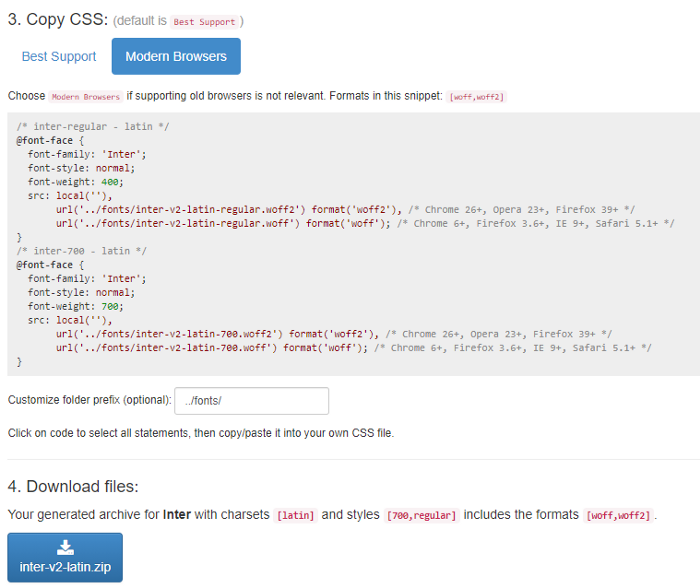 3. Copy CSS: (default is Best Support )
Best Support Modern Browsers
Choose Modern Browsers if supporting old browsers is not relevant. Formats in this snippet: [woff,woff2]
/* inter-regular - latin */
@font-face {
  font-family: 'Inter';
  font-style: normal;
  font-weight: 400;
  src: local(''),
       url('../fonts/inter-v2-latin-regular.woff2') format('woff2'), /* Chrome 26+, Opera 23+, Firefox 39+ */
       url('../fonts/inter-v2-latin-regular.woff') format('woff'); /* Chrome 6+, Firefox 3.6+, IE 9+, Safari 5.1+ */
}
/* inter-700 - latin */
@font-face {
  font-family: 'Inter';
  font-style: normal;
  font-weight: 700;
  src: local(''),
       url('../fonts/inter-v2-latin-700.woff2') format('woff2'), /* Chrome 26+, Opera 23+, Firefox 39+ */
       url('../fonts/inter-v2-latin-700.woff') format('woff'); /* Chrome 6+, Firefox 3.6+, IE 9+, Safari 5.1+ */
}
Customize folder prefix (optional): ../fonts/
Click on code to select all statements, then copy/paste it into your own CSS file.
4. Download files:
Your generated archive for Inter with charsets [latin] and styles [700,regular] includes the formats [woff,woff2] .
inter-v2-latin.zip